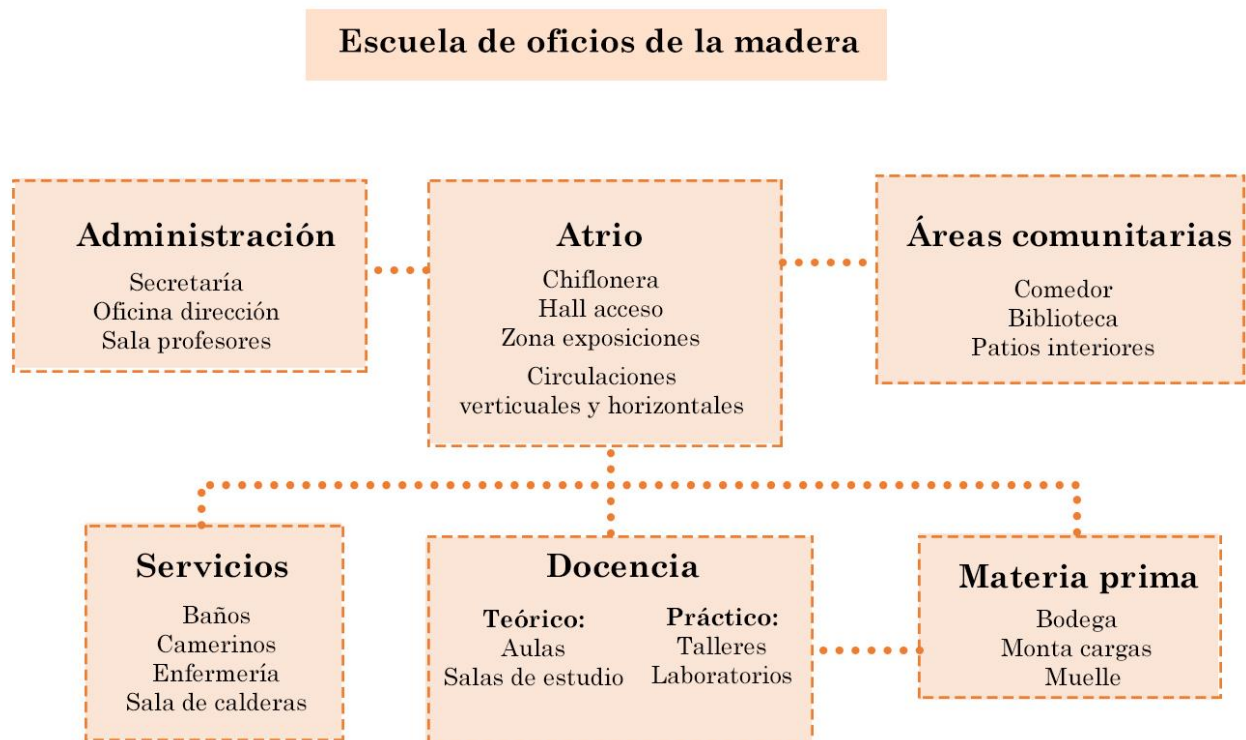 Escuela de oficios de la madera
Administración
Secretaría
Oficina dirección
Sala profesores
Atrio
Chiflonera
Hall acceso
Zona exposiciones
Circulaciones
verticuales y horizontales
Áreas comunitarias
Comedor
Biblioteca
Patios interiores
Servicios
Baños
Camerinos
Enfermería
Sala de calderas
Docencia
Teórico:
Aulas
Salas de estudio
Práctico:
Talleres
Laboratorios
Materia prima
Bodega
Monta cargas
Muelle